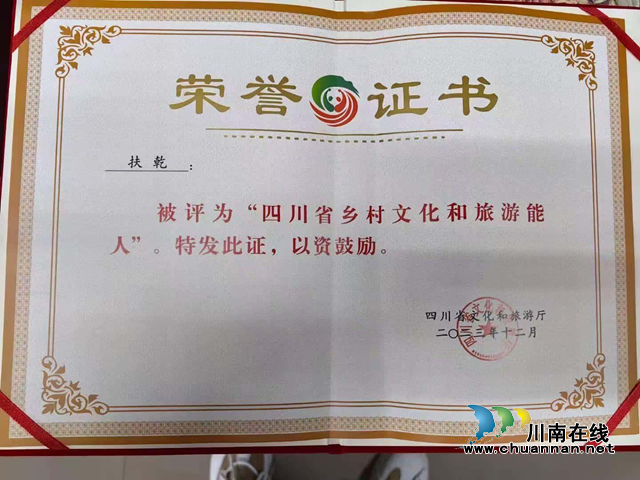 荣誉证书
扶乾：
被评为“四川省乡村文化和旅游能
人”。特发此证，以资鼓励。
四川省文化和旅游厅
二〇二三年十二月
川南在线
www.chuannan.net